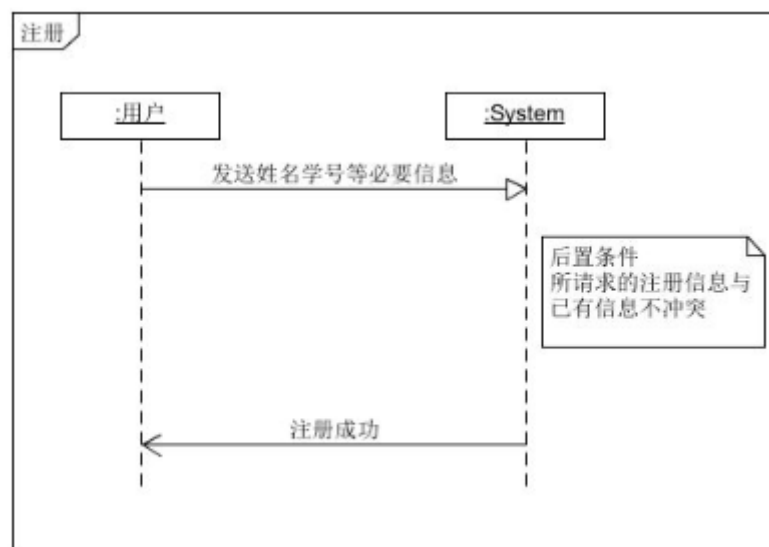 注册
:用户
:System
发送姓名学号等必要信息
后置条件
所请求的注册信息与
已有信息不冲突
注册成功